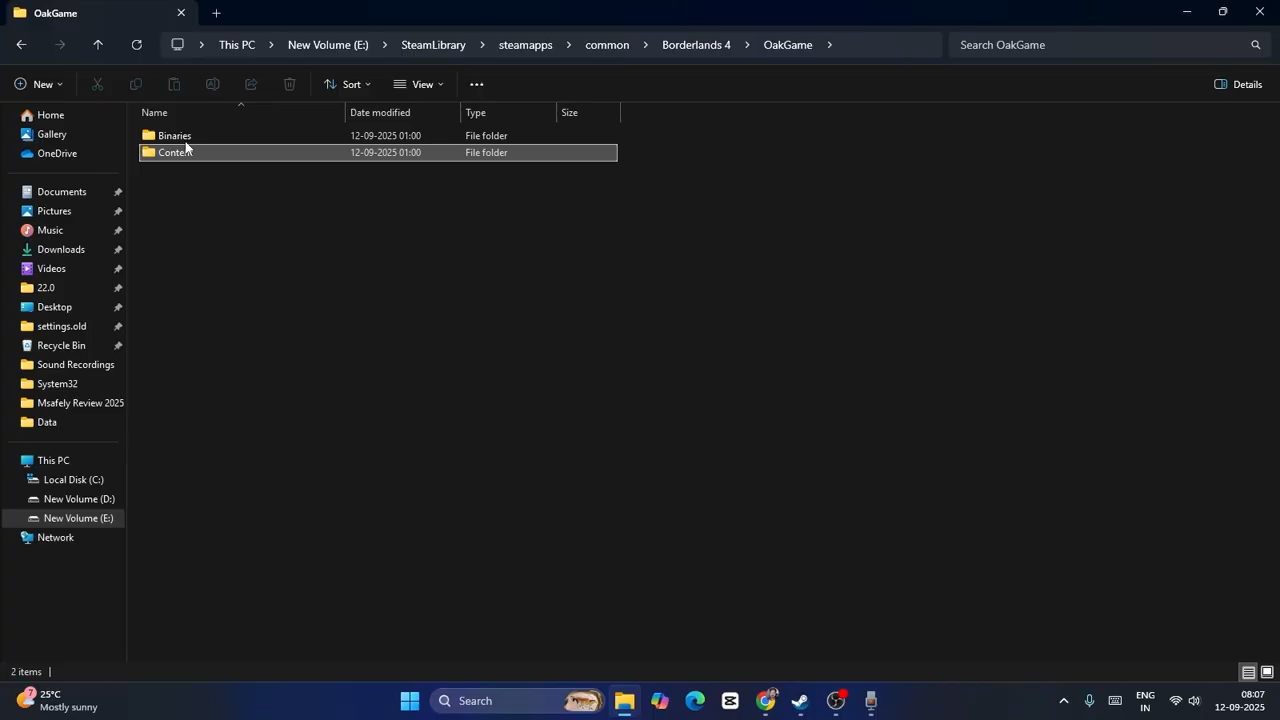 OakGame
This PC New Volume (E:) SteamLibrary steamapps common Borderlands 4 OakGame Search OakGame
New Sort View Details
Name Date modified Type Size
Binaries 12-09-2025 01:00 File folder
12-09-2025 01:00 File folder
Home
Gallery
OneDrive
Documents
Pictures
Music
Downloads
Videos
22.0
Desktop
settings.old
Recycle Bin
Sound Recordings
System32
Msafely Review 2025
Data
This PC
Local Disk (C:)
New Volume (D:)
New Volume (E:)
Network
2 items
7 25°C
Mostly sunny
Search
ENG
IN
08:07
12-09-2025